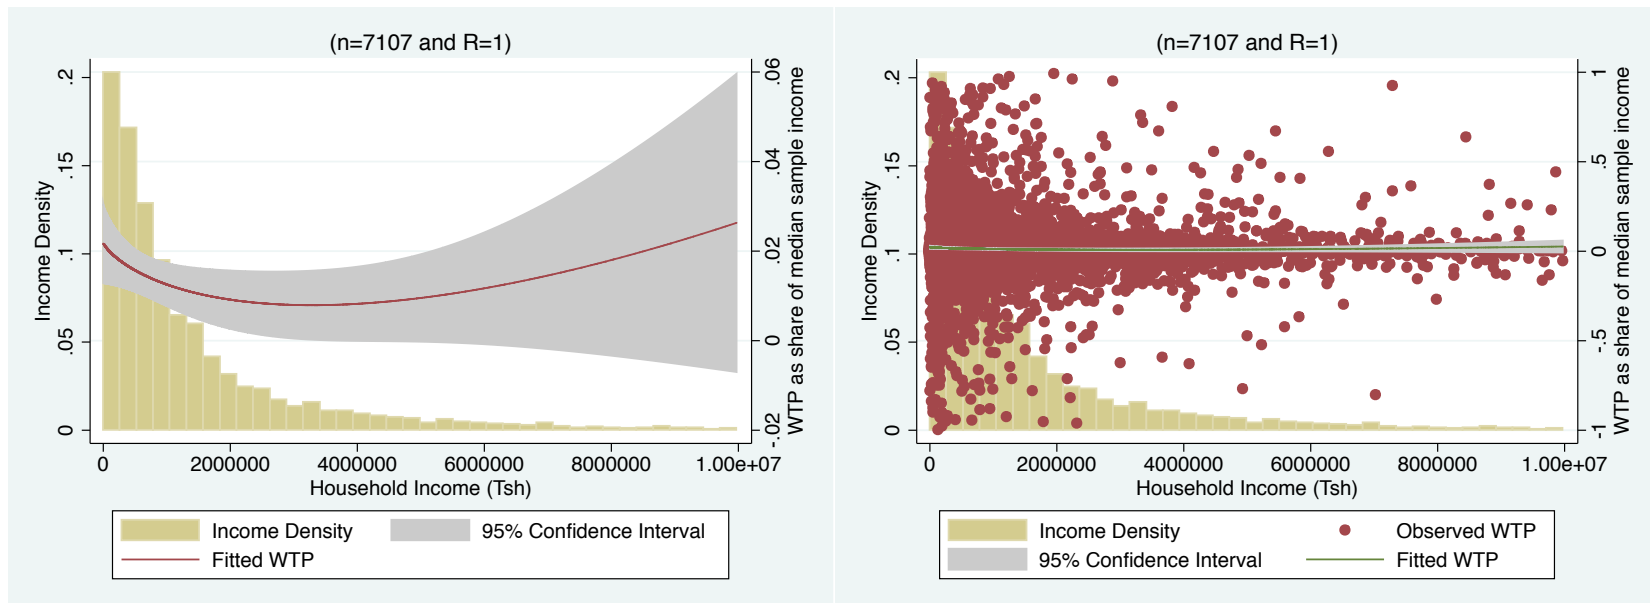 (n=7107 and R=1)
Income Density
.2
.15
.1
.05
0
.06
.04
.02
0
-.02
WTP as share of median sample income
0
2000000
4000000
6000000
8000000
1.00e+07
Household Income (Tsh)
Income Density
95% Confidence Interval
Fitted WTP
(n=7107 and R=1)
Income Density
.2
.15
.1
.05
0
1
.5
0
-.5
-1
WTP as share of median sample income
0
2000000
4000000
6000000
8000000
1.00e+07
Household Income (Tsh)
Income Density
Observed WTP
95% Confidence Interval
Fitted WTP